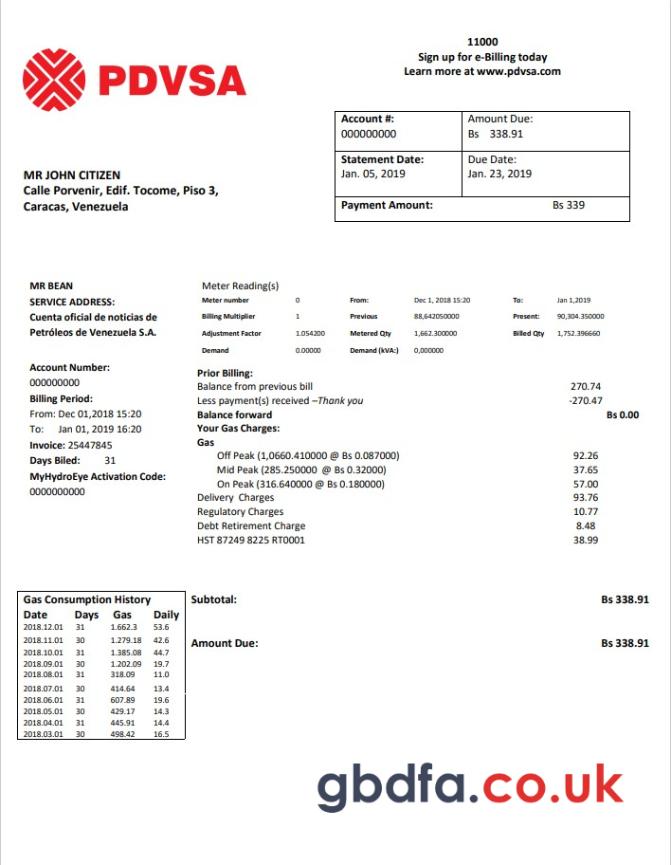 11000
Sign up for e-Billing today
Learn more at www.pdvsa.com
PDVSA
Account #: Amount Due:
000000000 Bs 338.91
Statement Date: Due Date:
Jan. 05, 2019 Jan. 23, 2019
Payment Amount: Bs 339
MR JOHN CITIZEN
Calle Porvenir, Edif. Tocome, Piso 3,
Caracas, Venezuela
MR BEAN
SERVICE ADDRESS:
Cuenta oficial de noticias de
Petróleos de Venezuela S.A.
Account Number:
000000000
Billing Period:
From: Dec 01,2018 15:20
To: Jan 01, 2019 16:20
Invoice: 25447845
Days Biled: 31
MyHydroEye Activation Code:
0000000000
Meter Reading(s)
Meter number 0 From: Dec 1, 2018 15:20 To: Jan 1,2019
Billing Multiplier 1 Previous 88,642050000 Present: 90,304.350000
Adjustment Factor 1.054200 Metered Qty 1,662.300000 Billed Qty 1,752.396660
Demand 0.00000 Demand (kVA:) 0,000000
Prior Billing:
Balance from previous bill 270.74
Less payment(s) received –Thank you -270.47
Balance forward Bs 0.00
Your Gas Charges:
Gas
Off Peak (1,0660.410000 @ Bs 0.087000) 92.26
Mid Peak (285.250000 @ Bs 0.32000) 37.65
On Peak (316.640000 @ Bs 0.180000) 57.00
Delivery Charges 93.76
Regulatory Charges 10.77
Debt Retirement Charge 8.48
HST 87249 8225 RT0001 38.99
Gas Consumption History
Date Days Gas Daily
2018.12.01 31 1.662.3 53.6
2018.11.01 30 1.279.18 42.6
2018.10.01 31 1.385.08 44.7
2018.09.01 30 1.202.09 19.7
2018.08.01 31 318.09 11.0
2018.07.01 30 414.64 13.4
2018.06.01 31 607.89 19.6
2018.05.01 30 429.17 14.3
2018.04.01 31 445.91 14.4
2018.03.01 30 498.42 16.5
Subtotal: Bs 338.91
Amount Due: Bs 338.91
gbdfa.co.uk